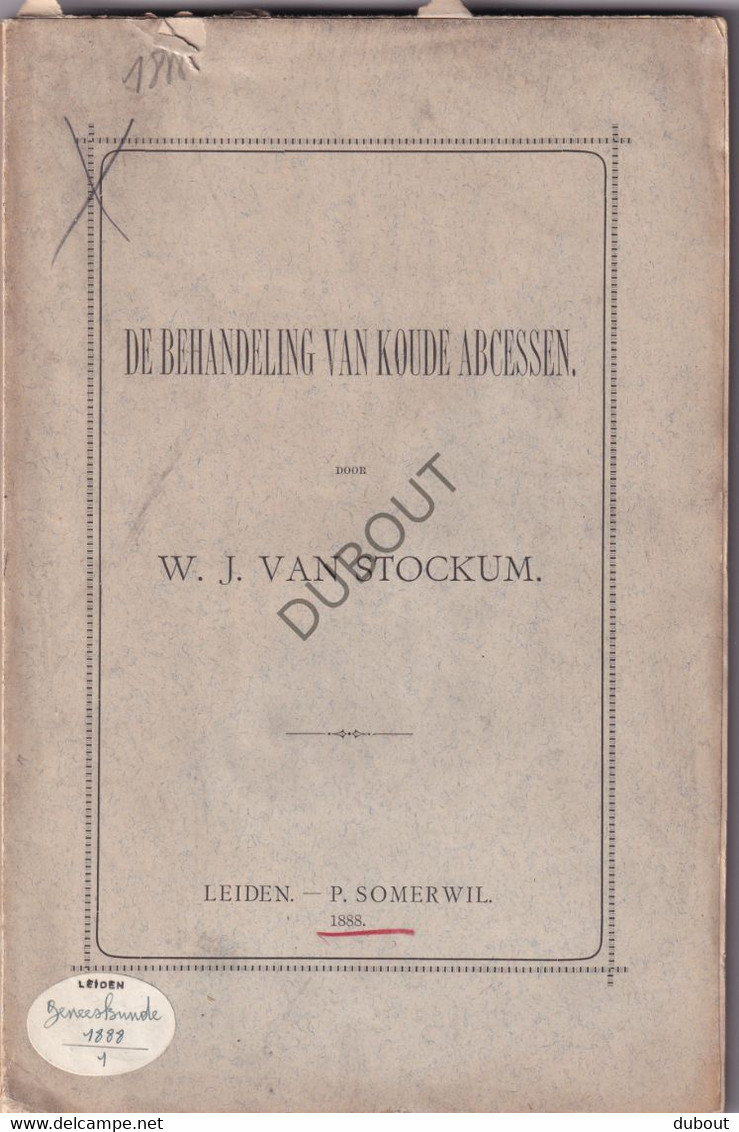 1888
DE BEHANDELING VAN KOUDE ABCESSEN.
DOOR
W. J. VAN STOCKUM.
DUBOUT
LEIDEN. — P. SOMERWIL.
1888.
LEIDEN
Geneeskunde
1888
1
delcampe.net
dubout